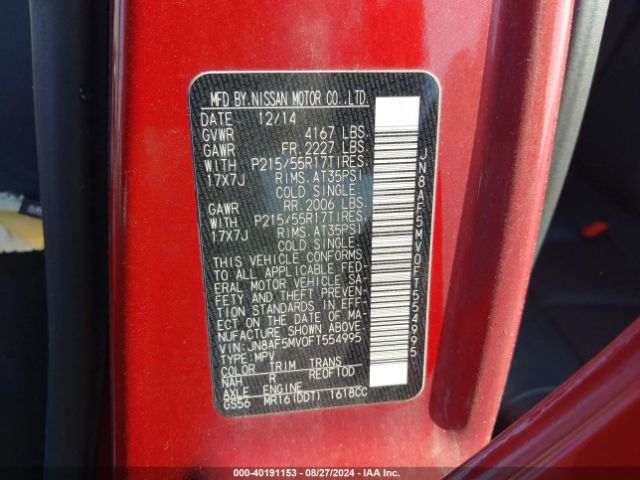 MFD BY NISSAN MOTOR CO.,LTD.
DATE 12/14
GVWR 4167 LBS.
GAWR FR. 2227 LBS.
WITH P215/55R17TIRES,
17X7J RIMS, AT35PSI
COLD SINGLE.
GAWR RR. 2006 LBS.
WITH P215/55R17TIRES,
17X7J RIMS, AT35PSI
COLD SINGLE.
THIS VEHICLE CONFORMS
TO ALL APPLICABLE FED-
ERAL MOTOR VEHICLE SA-
FETY AND THEFT PREVEN-
TION STANDARDS IN EFF-
ECT ON THE DATE OF MA-
NUFACTURE SHOWN ABOVE.
VIN:JN8AF5MV0FT554995
TYPE:MPV
COLOR TRIM TRANS
NAH R RE0F10D
AXLE ENGINE
GS56 MR16(DDT) 1618CC
JN8AF5MV0FT554995
000-40191153 - 08/27/2024 - IAA Inc.